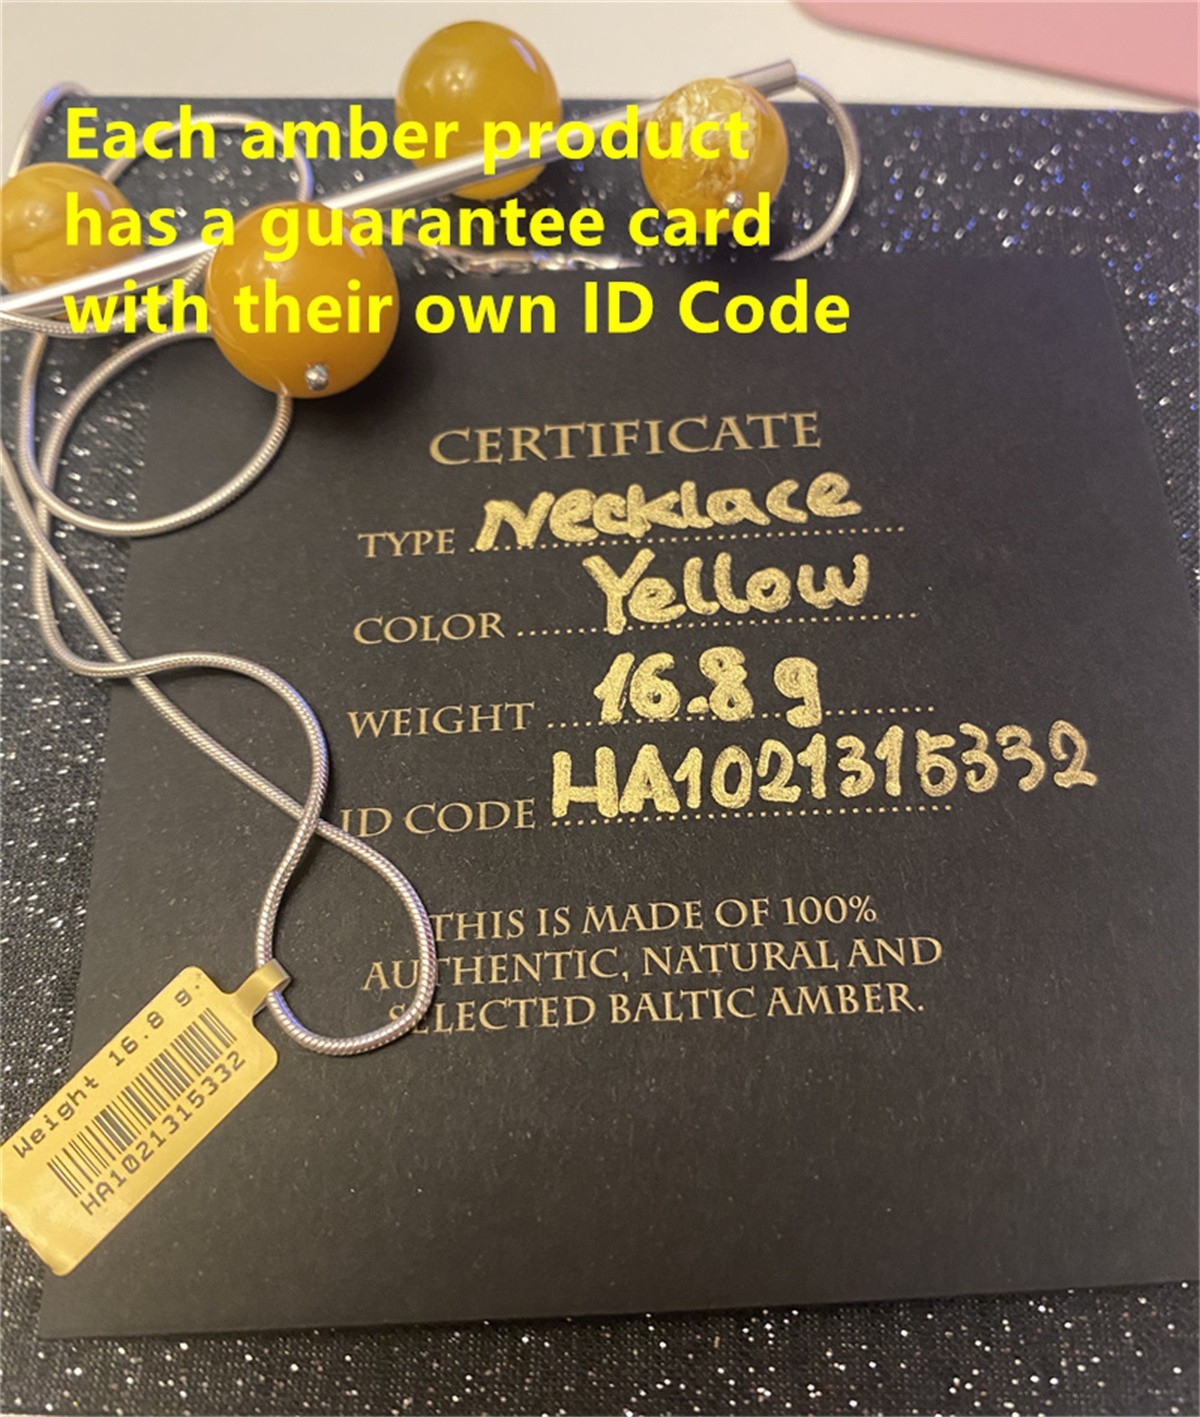 Each amber product
has a guarantee card
with their own ID Code
CERTIFICATE
TYPE Necklace
COLOR Yellow
WEIGHT 16.8 g
ID CODE HA1021315332
THIS IS MADE OF 100%
AUTHENTIC, NATURAL AND
SELECTED BALTIC AMBER.
Weight 16.8 g.
HA1021315332